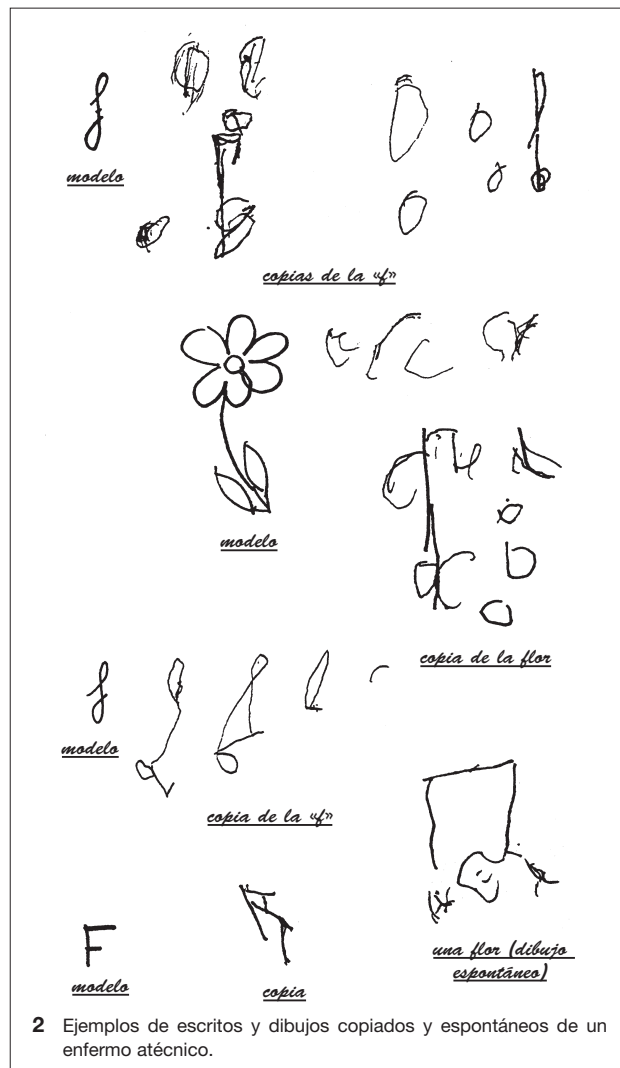 f
modelo
copias de la «f»
modelo
copia de la flor
f
modelo
copia de la «f»
F
modelo
copia
una flor (dibujo
espontáneo)
2 Ejemplos de escritos y dibujos copiados y espontáneos de un
enfermo atécnico.